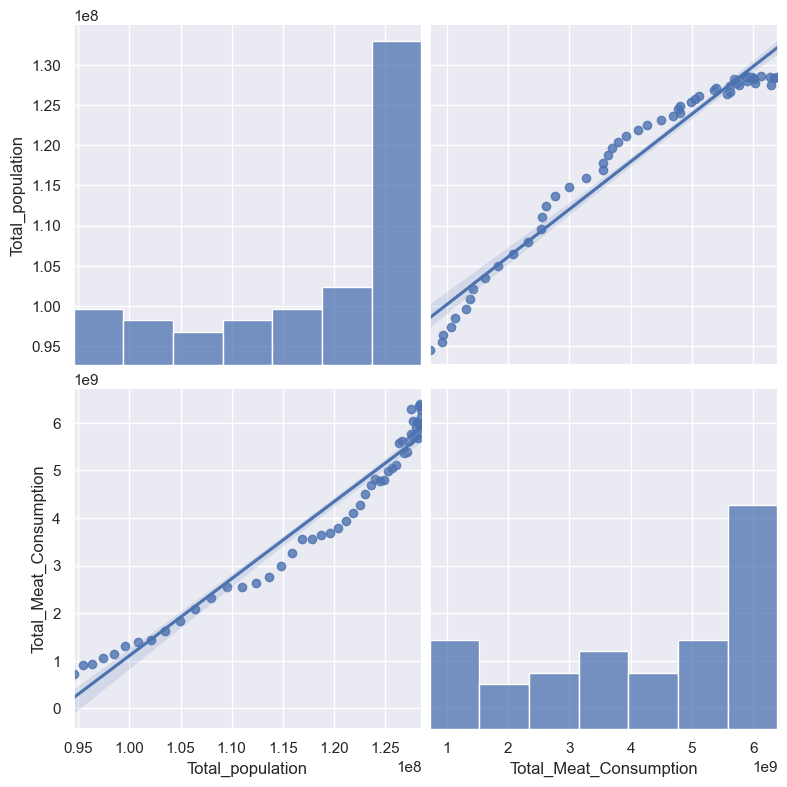 1e8
1.30
1.25
1.20
1.15
1.10
1.05
1.00
0.95
Total_population
1e9
6
5
4
3
2
1
0
Total_Meat_Consumption
0.95 1.00 1.05 1.10 1.15 1.20 1.25
1e8
Total_population
1 2 3 4 5 6
1e9
Total_Meat_Consumption